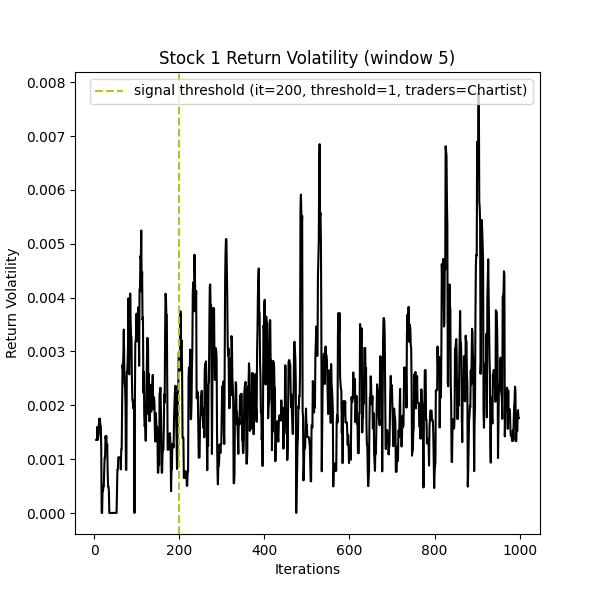 Stock 1 Return Volatility (window 5)
signal threshold (it=200, threshold=1, traders=Chartist)
0.008
0.007
0.006
0.005
0.004
0.003
0.002
0.001
0.000
Return Volatility
0 200 400 600 800 1000
Iterations